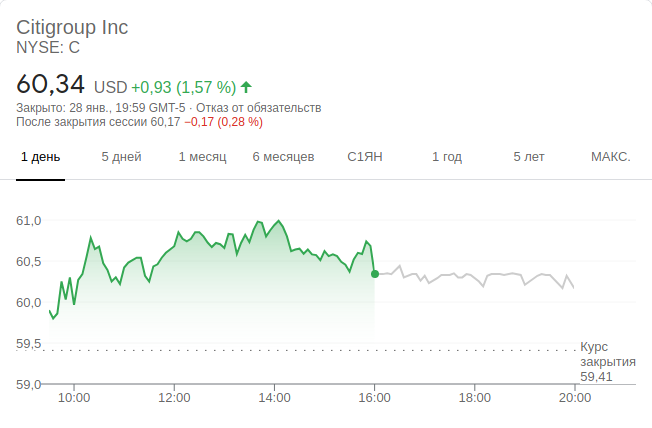 Citigroup Inc
NYSE: C
60,34 USD +0,93 (1,57 %)
Закрыто: 28 янв., 19:59 GMT-5 · Отказ от обязательств
После закрытия сессии 60,17 −0,17 (0,28 %)
1 день 5 дней 1 месяц 6 месяцев С1ЯН 1 год 5 лет МАКС.
61,0
60,5
60,0
59,5
59,0
Курс
закрытия
59,41
10:00 12:00 14:00 16:00 18:00 20:00